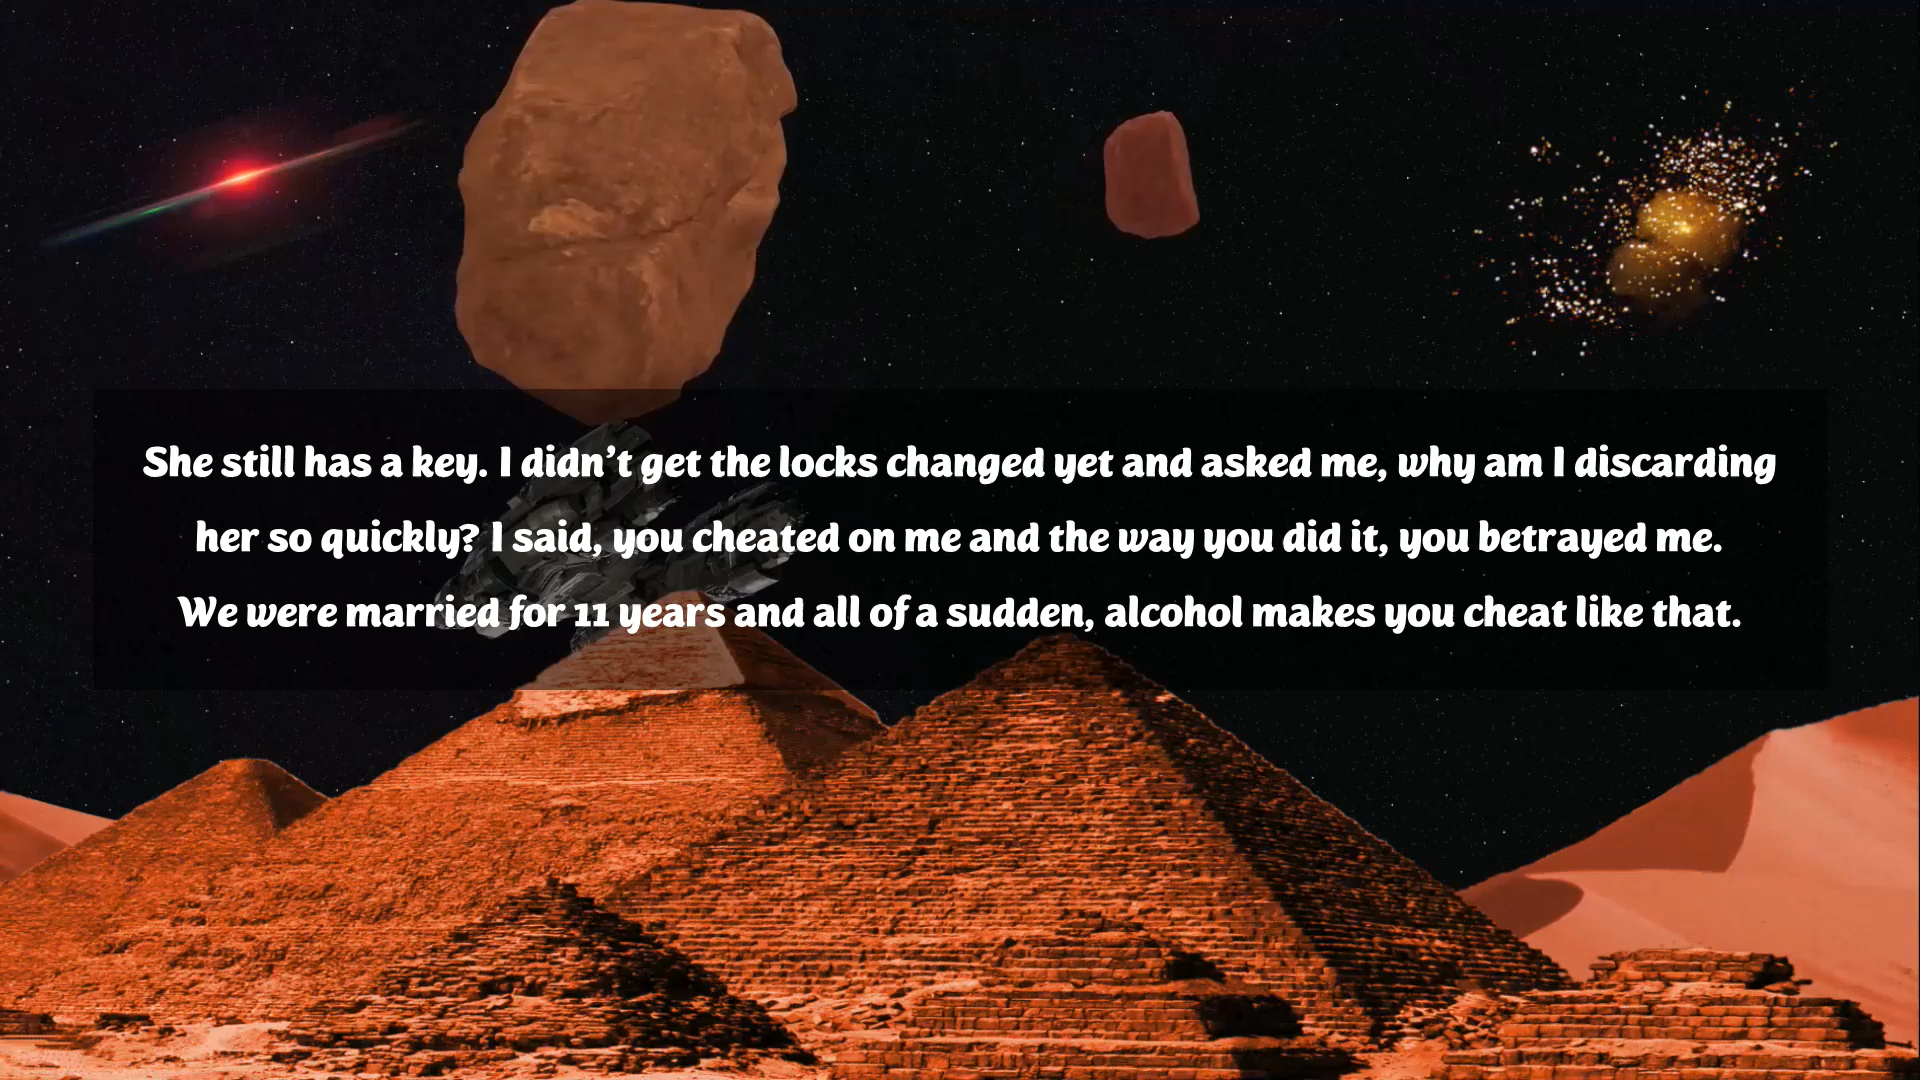 She still has a key. I didn’t get the locks changed yet and asked me, why am I discarding
her so quickly? I said, you cheated on me and the way you did it, you betrayed me.
We were married for 11 years and all of a sudden, alcohol makes you cheat like that.